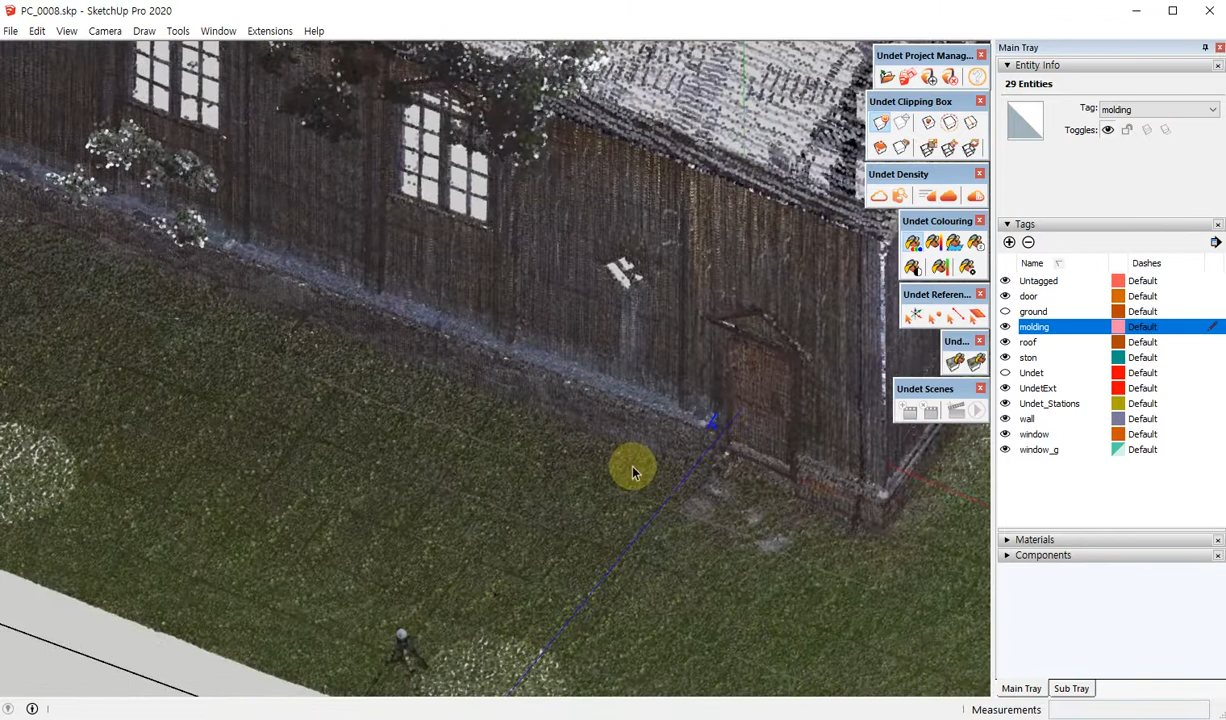 PC_0008.skp - SketchUp Pro 2020
File Edit View Camera Draw Tools Window Extensions Help
Undet Project Manag...
Undet Clipping Box
Undet Density
Undet Colouring
Undet Referen...
Und...
Undet Scenes
Main Tray
Entity Info
29 Entities
Tag: molding
Toggles:
Tags
Name Dashes
Untagged Default
door Default
ground Default
molding Default
roof Default
ston Default
Undet Default
UndetExt Default
Undet_Stations Default
wall Default
window Default
window_g Default
Materials
Components
Main Tray Sub Tray
Measurements